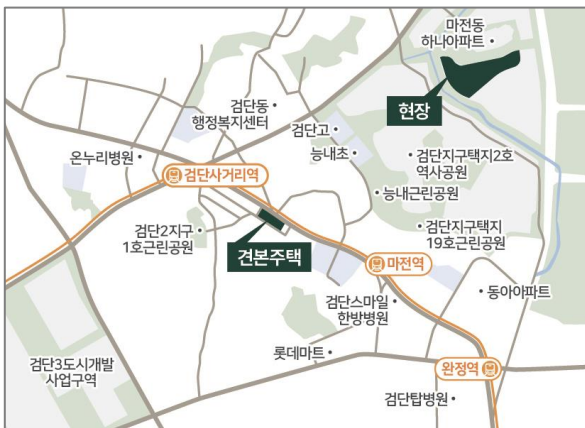 마전동
하나아파트
현장
검단동
행정복지센터
검단고
능내초
온누리병원
검단사거리역
검단지구택지2호
역사공원
능내근린공원
검단2지구
1호근린공원
견본주택
검단지구택지
19호근린공원
마전역
검단스마일
한방병원
동아아파트
롯데마트
검단3도시개발
사업구역
완정역
검단탑병원